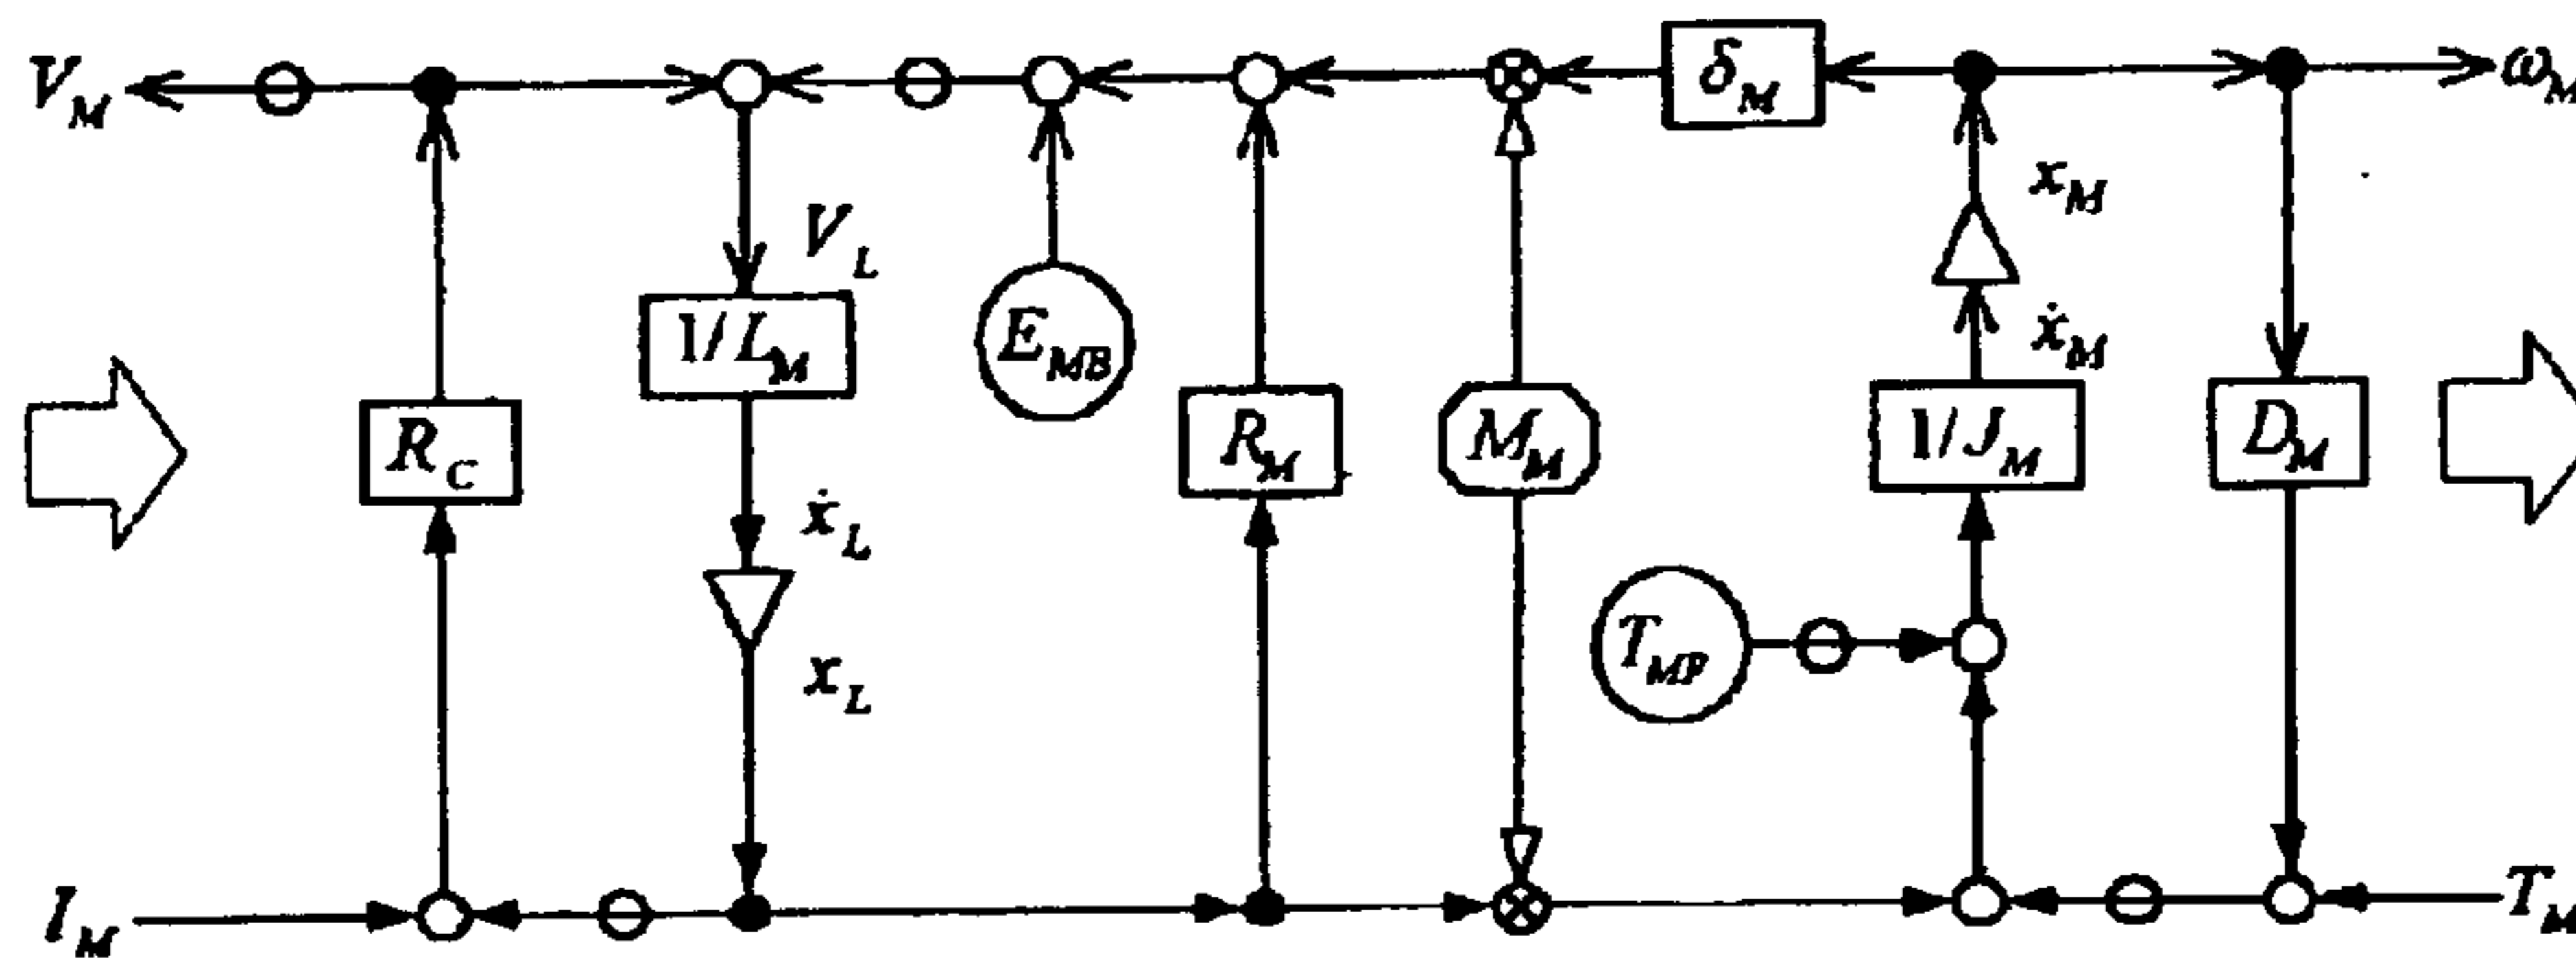 V_M
δ_M
ω_M
x_M
V_L
1/L_M
E_MB
ẋ_M
R_C
R_M
M_M
1/J_M
D_M
ẋ_L
x_L
I_M
T_M